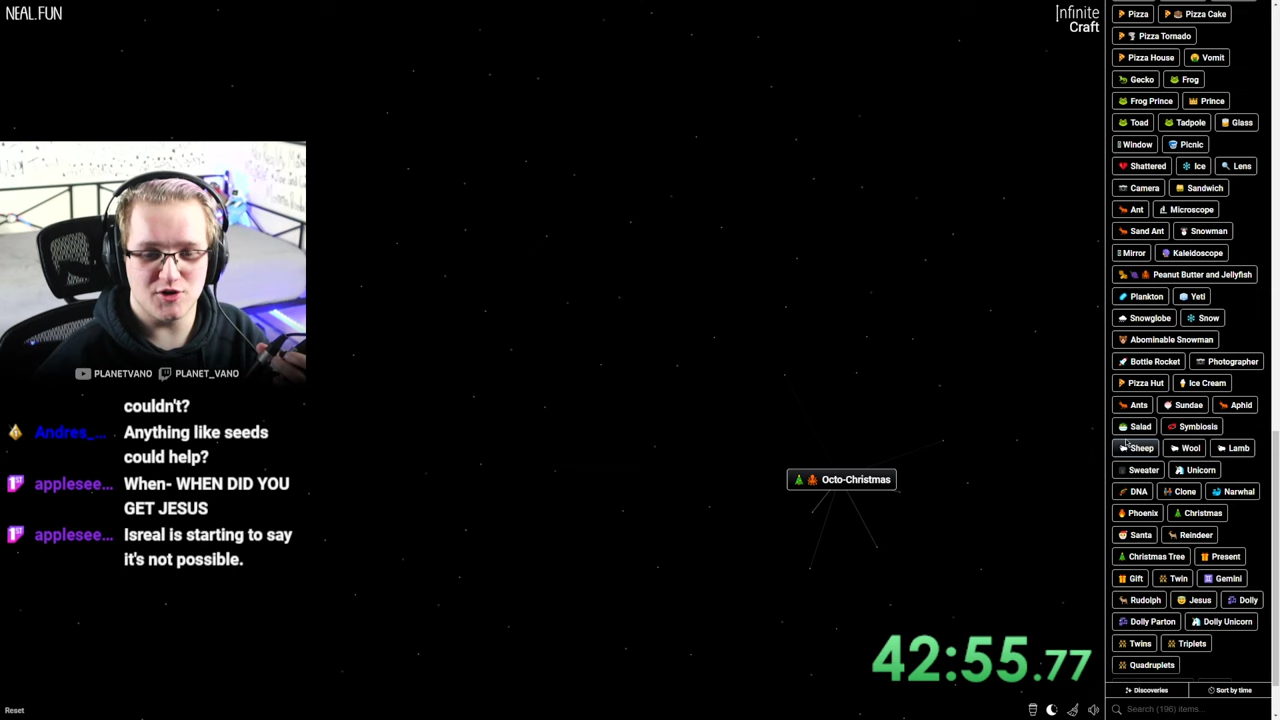 NEAL.FUN
Infinite
Craft
Pizza
Pizza Cake
Pizza Tornado
Pizza House
Vomit
Gecko
Frog
Frog Prince
Prince
Toad
Tadpole
Glass
Window
Picnic
Shattered
Ice
Lens
Camera
Sandwich
Ant
Microscope
Sand Ant
Snowman
Mirror
Kaleidoscope
Peanut Butter and Jellyfish
Plankton
Yeti
Snowglobe
Snow
Abominable Snowman
Bottle Rocket
Photographer
Pizza Hut
Ice Cream
Ants
Sundae
Aphid
Salad
Symbiosis
Sheep
Wool
Lamb
Sweater
Unicorn
DNA
Clone
Narwhal
Phoenix
Christmas
Santa
Reindeer
Christmas Tree
Present
Gift
Twin
Gemini
Rudolph
Jesus
Dolly
Dolly Parton
Dolly Unicorn
Twins
Triplets
Quadruplets
Discoveries
Sort by time
Search (196) items...
PLANETVANO
PLANET_VANO
couldn't?
Andres_... Anything like seeds
could help?
applesee... When- WHEN DID YOU
GET JESUS
applesee... Isreal is starting to say
it's not possible.
Octo-Christmas
42:55.77
Reset